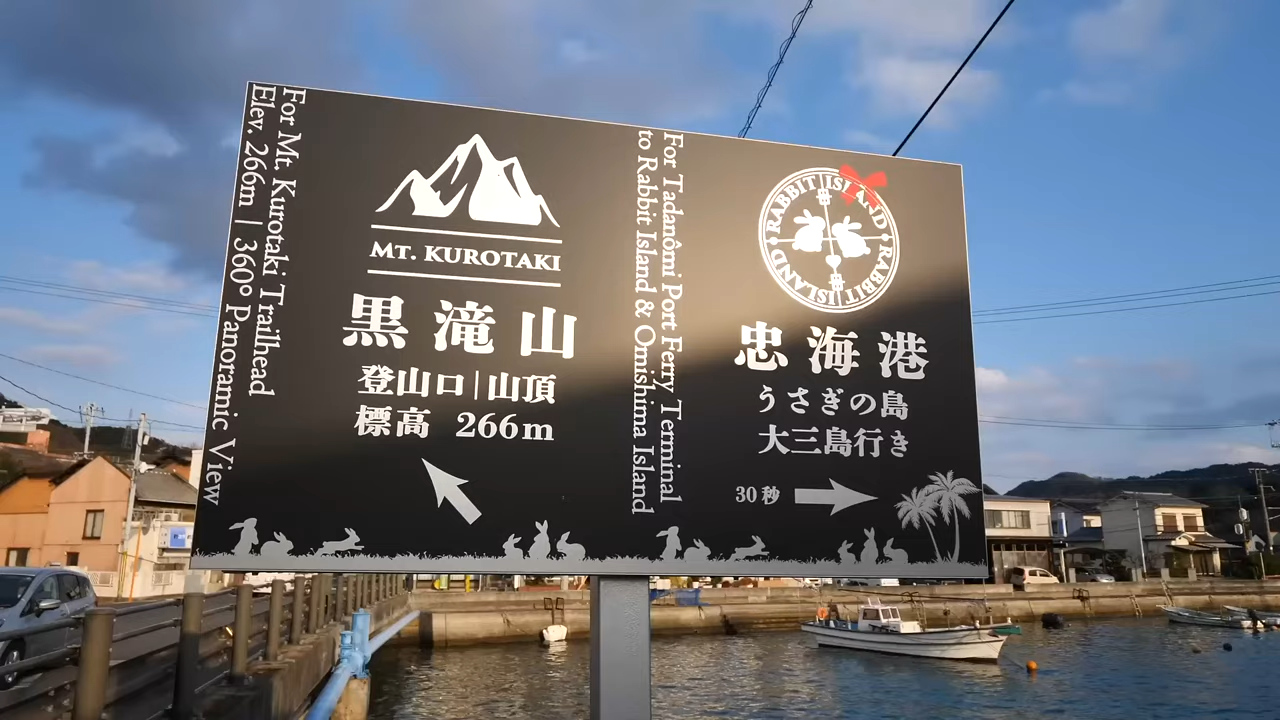 For Mt. Kurotaki Trailhead
Elev. 266m | 360° Panoramic View
MT. KUROTAKI
黒滝山
登山口|山頂
標高 266m
For Tadanômi Port Ferry Terminal
to Rabbit Island & Omishima Island
RABBIT ISLAND • RABBIT ISLAND •
忠海港
うさぎの島
大三島行き
30秒